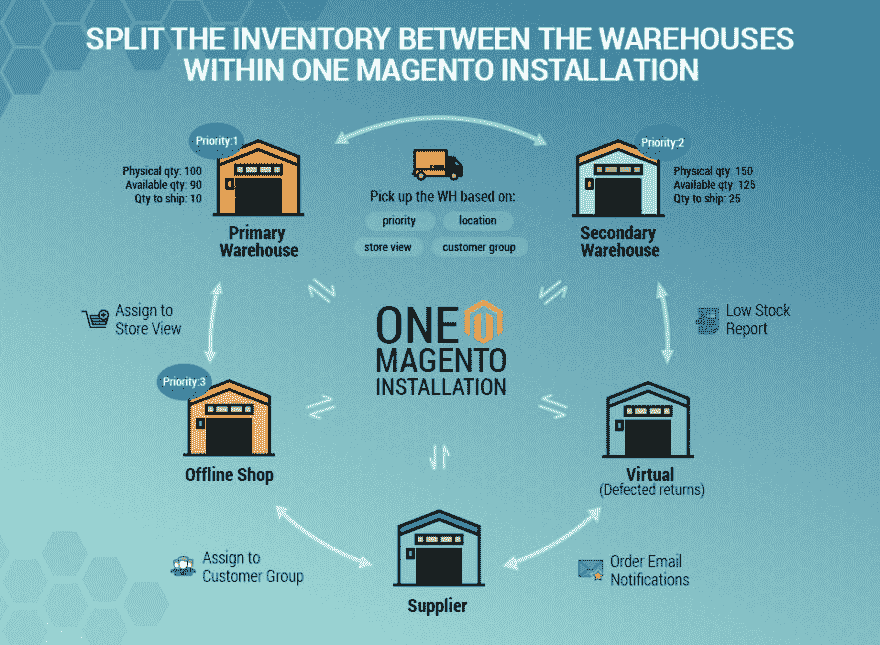 SPLIT THE INVENTORY BETWEEN THE WAREHOUSES
WITHIN ONE MAGENTO INSTALLATION
Priority:1
Physical qty: 100
Available qty: 90
Qty to ship: 10
Primary
Warehouse
Pick up the WH based on:
priority
location
store view
customer group
Priority:2
Physical qty: 150
Available qty: 125
Qty to ship: 25
Secondary
Warehouse
Assign to
Store View
ONE
MAGENTO
INSTALLATION
Low Stock
Report
Priority:3
Offline Shop
Virtual
(Defected returns)
Assign to
Customer Group
Supplier
Order Email
Notifications